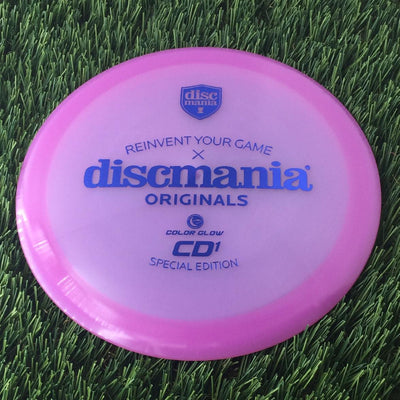 disc
mania
REINVENT YOUR GAME
X
discmania®
ORIGINALS
COLOR GLOW
CD1
SPECIAL EDITION